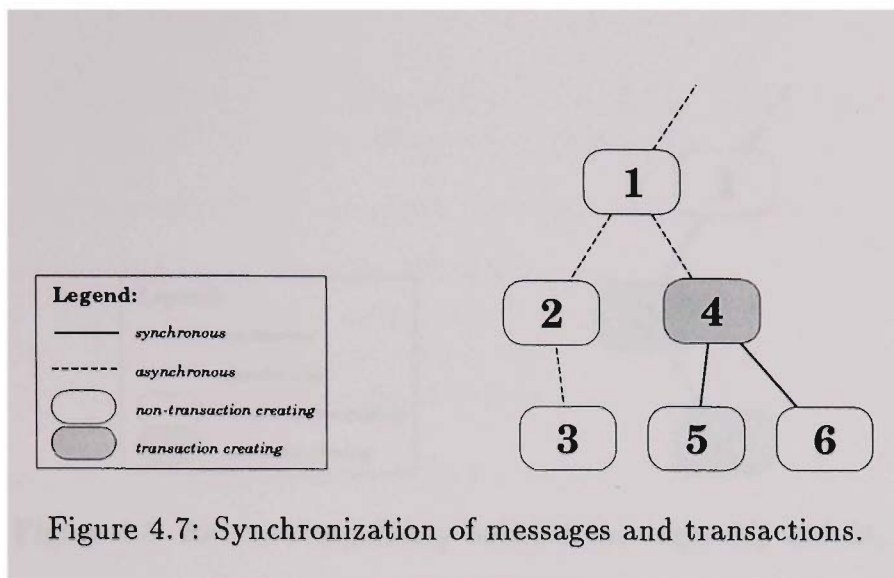 1
2
4
3
5
6
Legend:
synchronous
asynchronous
non-transaction creating
transaction creating
Figure 4.7: Synchronization of messages and transactions.